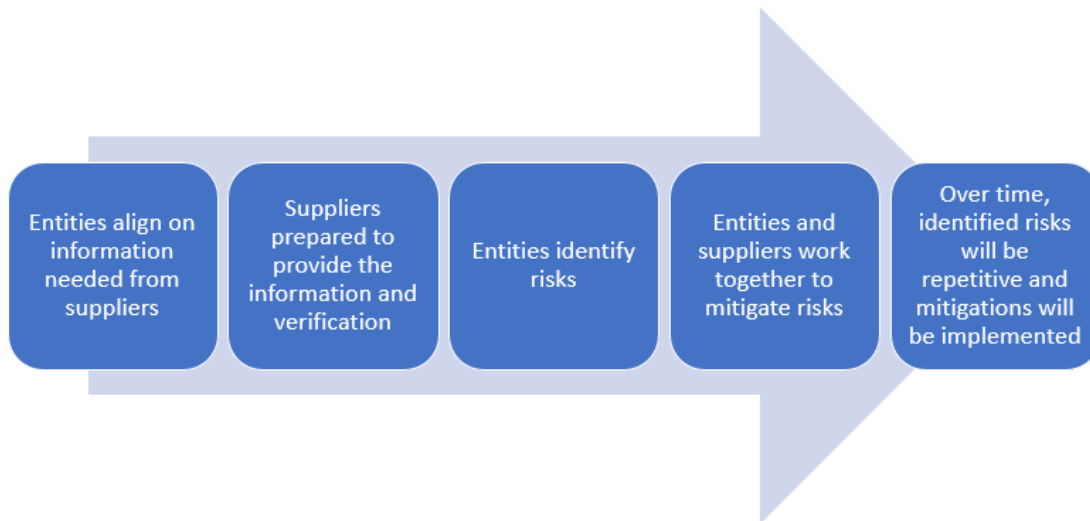 Entities align on
information
needed from
suppliers
Suppliers
prepared to
provide the
information and
verification
Entities identify
risks
Entities and
suppliers work
together to
mitigate risks
Over time,
identified risks
will be
repetitive and
mitigations will
be implemented